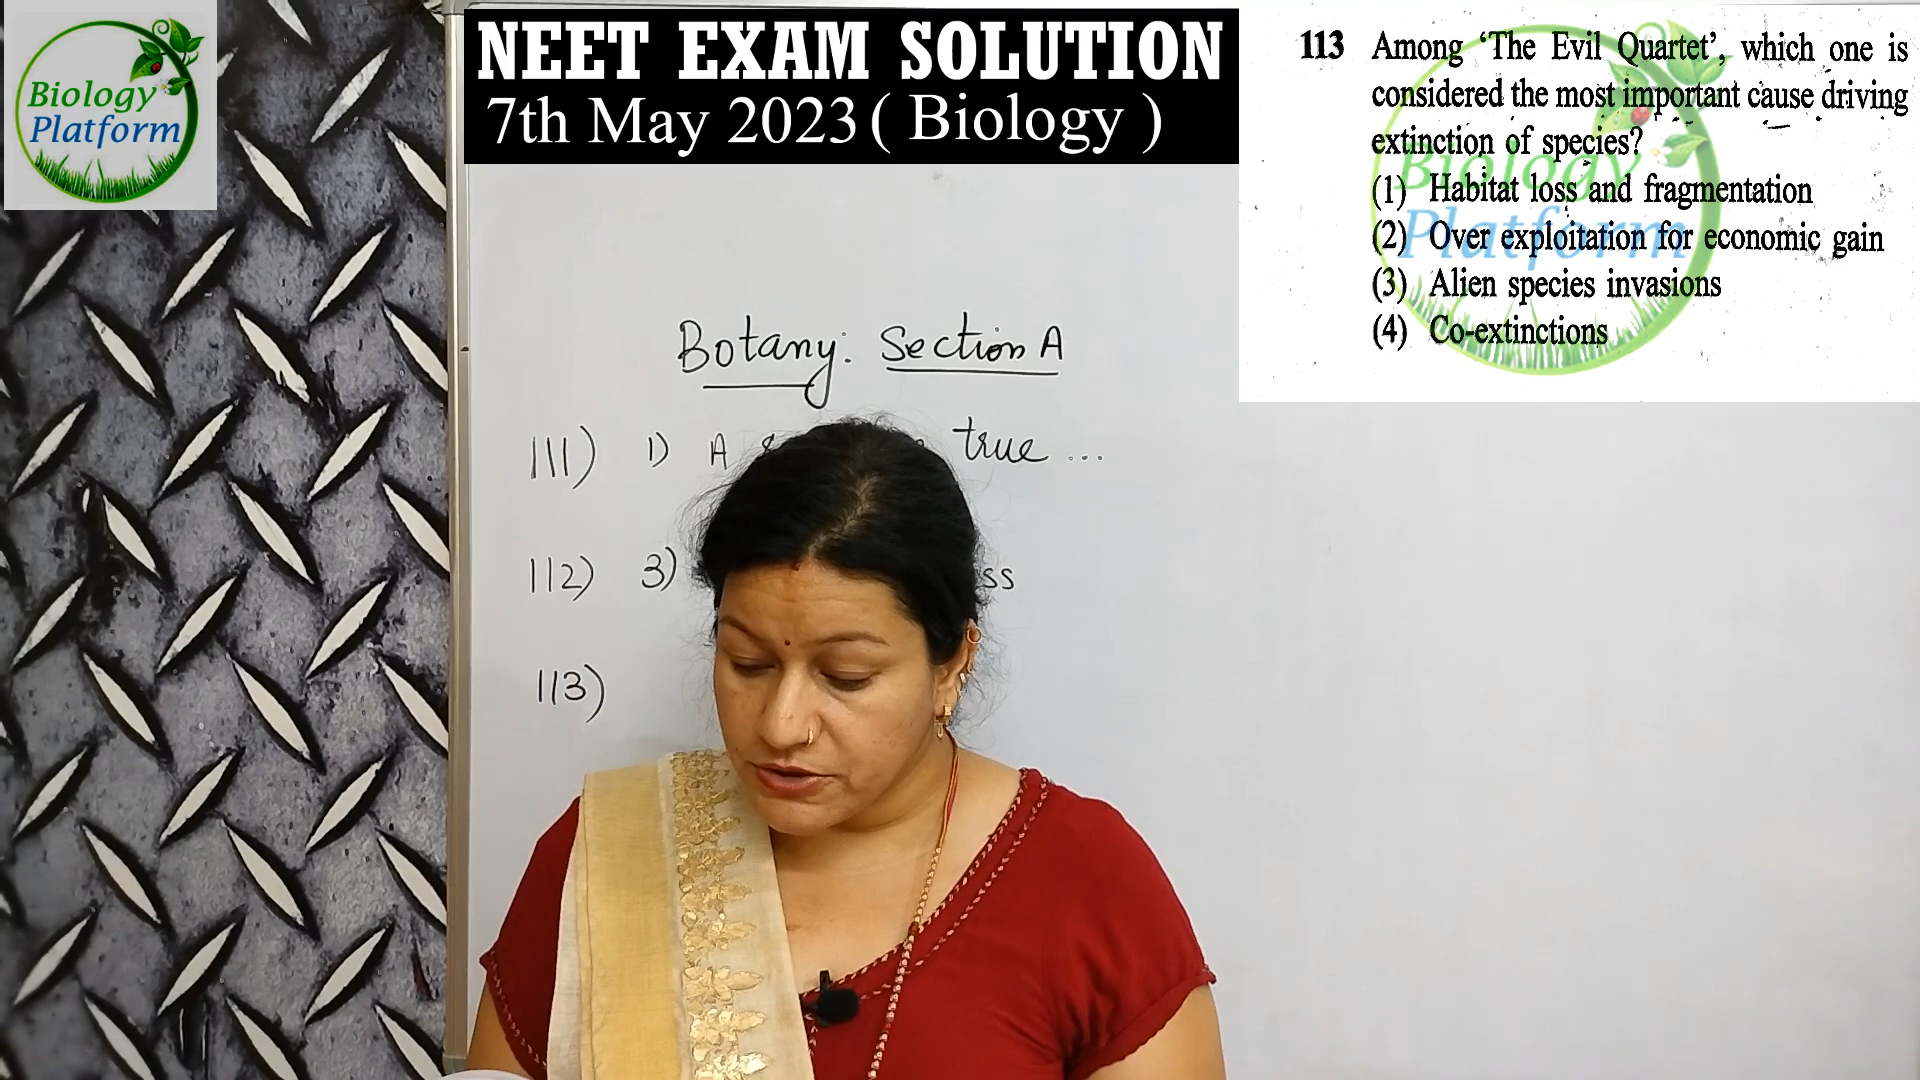 Biology
Platform
NEET EXAM SOLUTION
7th May 2023 ( Biology )
113 Among ‘The Evil Quartet’, which one is
considered the most important cause driving
extinction of species?
(1) Habitat loss and fragmentation
(2) Over exploitation for economic gain
(3) Alien species invasions
(4) Co-extinctions
Biology
Platform
Botany: Section A
111) 1) A true ...
112) 3) ss
113)